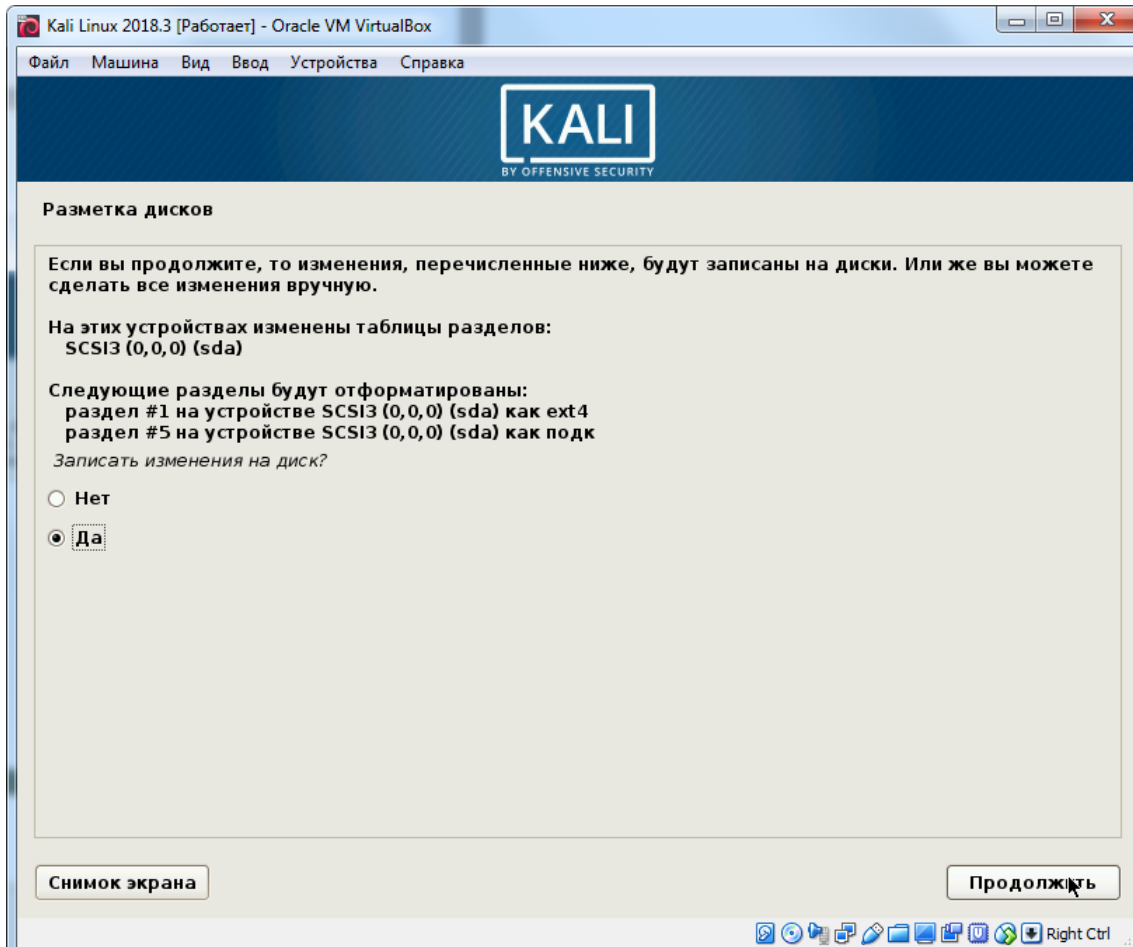 Kali Linux 2018.3 [Работает] - Oracle VM VirtualBox
Файл Машина Вид Ввод Устройства Справка
KALI
BY OFFENSIVE SECURITY
Разметка дисков
Если вы продолжите, то изменения, перечисленные ниже, будут записаны на диски. Или же вы можете
сделать все изменения вручную.
На этих устройствах изменены таблицы разделов:
SCSI3 (0,0,0) (sda)
Следующие разделы будут отформатированы:
раздел #1 на устройстве SCSI3 (0,0,0) (sda) как ext4
раздел #5 на устройстве SCSI3 (0,0,0) (sda) как подк
Записать изменения на диск?
Нет
Да
Снимок экрана
Продолжить
Right Ctrl